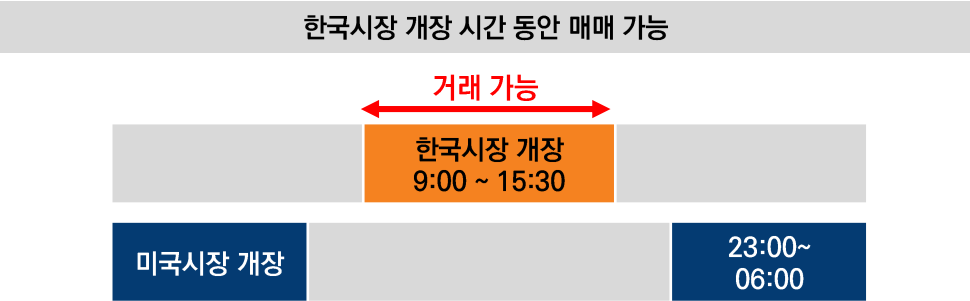 한국시장 개장 시간 동안 매매 가능
거래 가능
한국시장 개장
9:00 ~ 15:30
미국시장 개장
23:00~
06:00